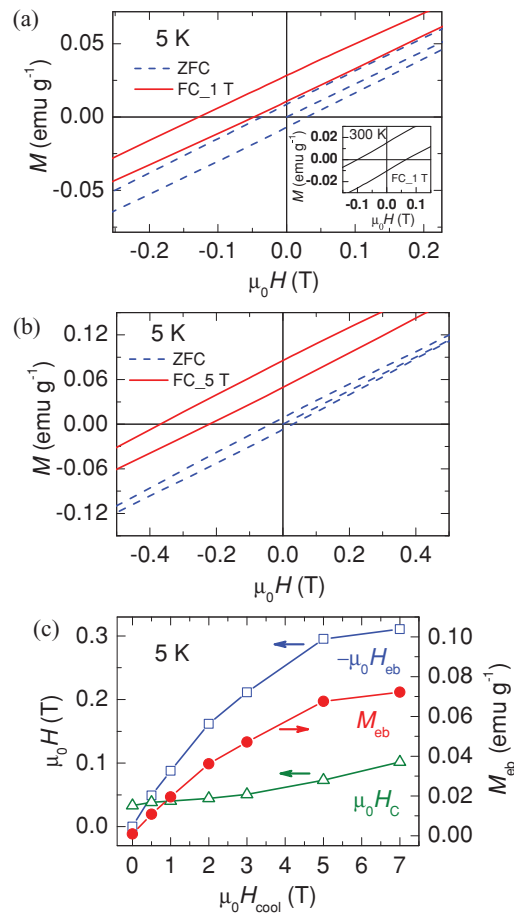 (a)
5 K
ZFC
FC_1 T
M (emu g⁻¹)
0.05
0.00
-0.05
300 K
FC_1 T
M (emu g⁻¹)
0.02
0.00
-0.02
-0.1 0.0 0.1
μ₀H (T)
-0.2 -0.1 0.0 0.1 0.2
μ₀H (T)
(b)
5 K
ZFC
FC_5 T
M (emu g⁻¹)
0.12
0.06
0.00
-0.06
-0.12
-0.4 -0.2 0.0 0.2 0.4
μ₀H (T)
(c)
5 K
−μ₀H_eb
M_eb
μ₀H_C
μ₀H (T)
0.3
0.2
0.1
0.0
0.10
0.08
0.06
0.04
0.02
0.00
M_eb (emu g⁻¹)
0 1 2 3 4 5 6 7
μ₀H_cool (T)